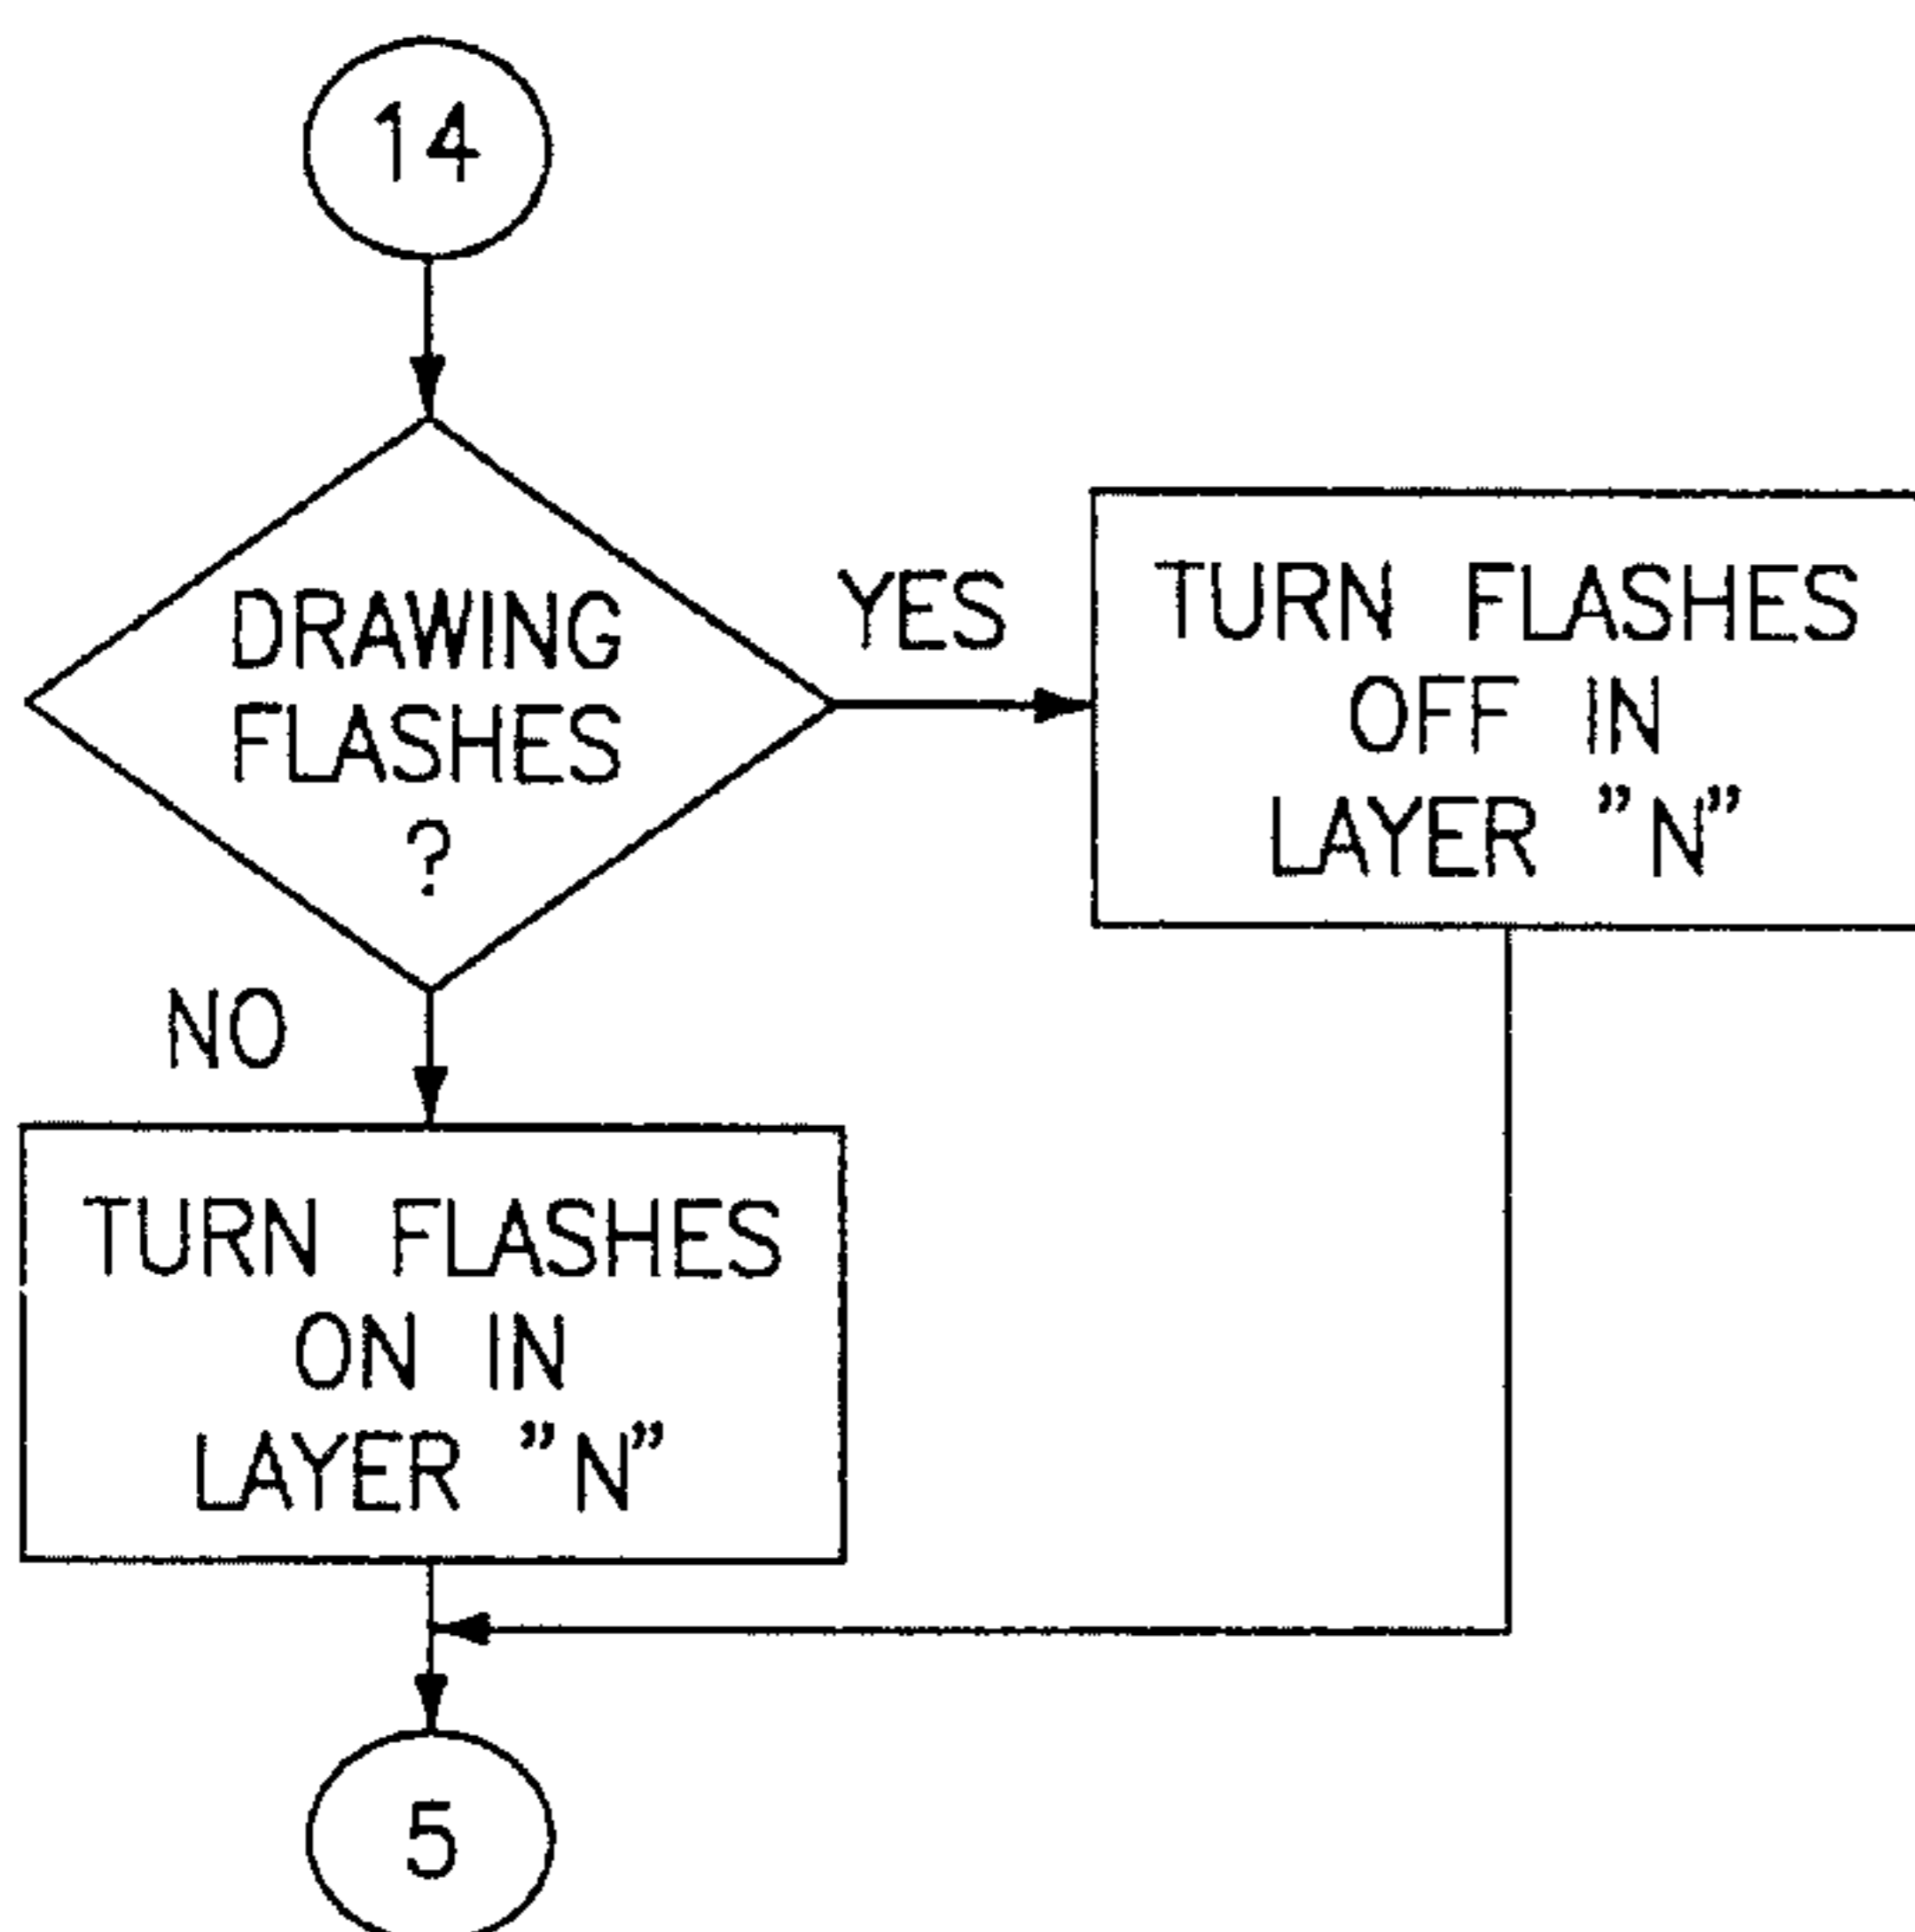 14
DRAWING
FLASHES
?
YES
TURN FLASHES
OFF IN
LAYER ”N”
NO
TURN FLASHES
ON IN
LAYER ”N”
5